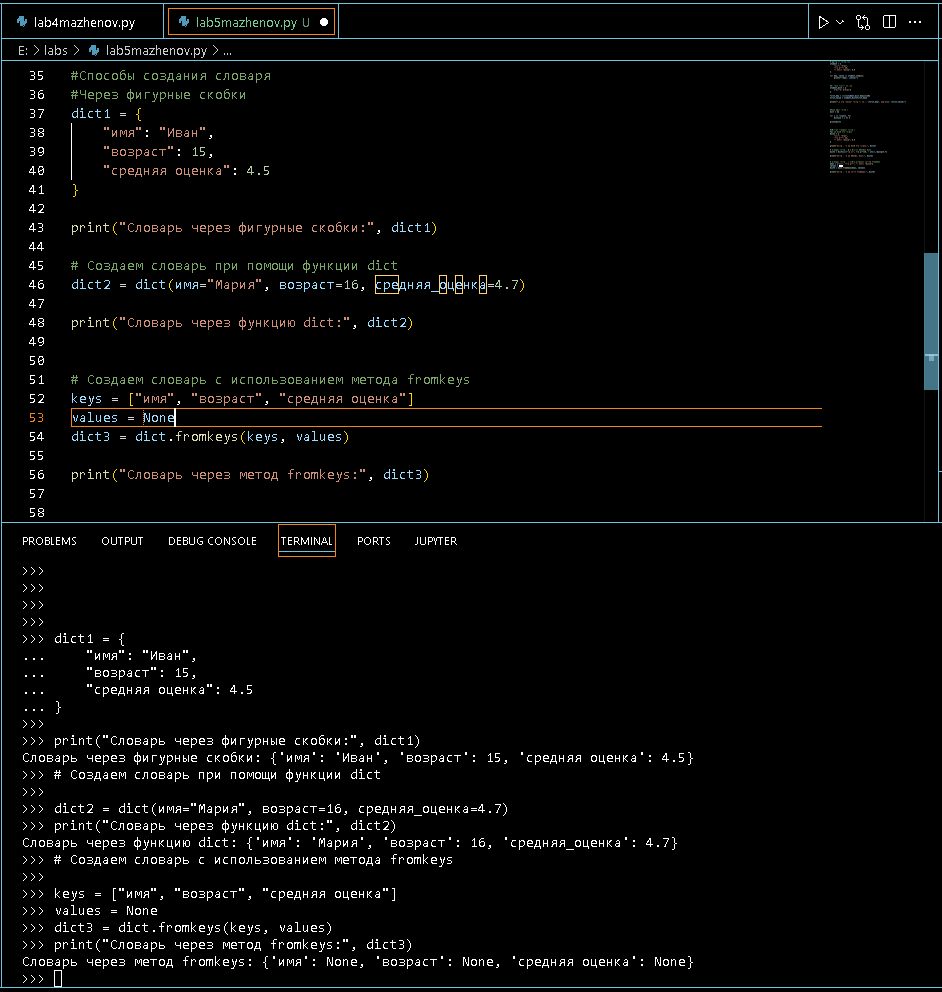 lab4mazhenov.py lab5mazhenov.py U
E: > labs > lab5mazhenov.py > ...
35 #Способы создания словаря
36 #Через фигурные скобки
37 dict1 = {
38 "имя": "Иван",
39 "возраст": 15,
40 "средняя оценка": 4.5
41 }
42
43 print("Словарь через фигурные скобки:", dict1)
44
45 # Создаем словарь при помощи функции dict
46 dict2 = dict(имя="Мария", возраст=16, средняя_оценка=4.7)
47
48 print("Словарь через функцию dict:", dict2)
49
50
51 # Создаем словарь с использованием метода fromkeys
52 keys = ["имя", "возраст", "средняя оценка"]
53 values = None
54 dict3 = dict.fromkeys(keys, values)
55
56 print("Словарь через метод fromkeys:", dict3)
57
58
PROBLEMS OUTPUT DEBUG CONSOLE TERMINAL PORTS JUPYTER
>>>
>>>
>>>
>>>
>>> dict1 = {
... "имя": "Иван",
... "возраст": 15,
... "средняя оценка": 4.5
... }
>>>
>>> print("Словарь через фигурные скобки:", dict1)
Словарь через фигурные скобки: {'имя': 'Иван', 'возраст': 15, 'средняя оценка': 4.5}
>>> # Создаем словарь при помощи функции dict
>>>
>>> dict2 = dict(имя="Мария", возраст=16, средняя_оценка=4.7)
>>> print("Словарь через функцию dict:", dict2)
Словарь через функцию dict: {'имя': 'Мария', 'возраст': 16, 'средняя_оценка': 4.7}
>>> # Создаем словарь с использованием метода fromkeys
>>>
>>> keys = ["имя", "возраст", "средняя оценка"]
>>> values = None
>>> dict3 = dict.fromkeys(keys, values)
>>> print("Словарь через метод fromkeys:", dict3)
Словарь через метод fromkeys: {'имя': None, 'возраст': None, 'средняя оценка': None}
>>>